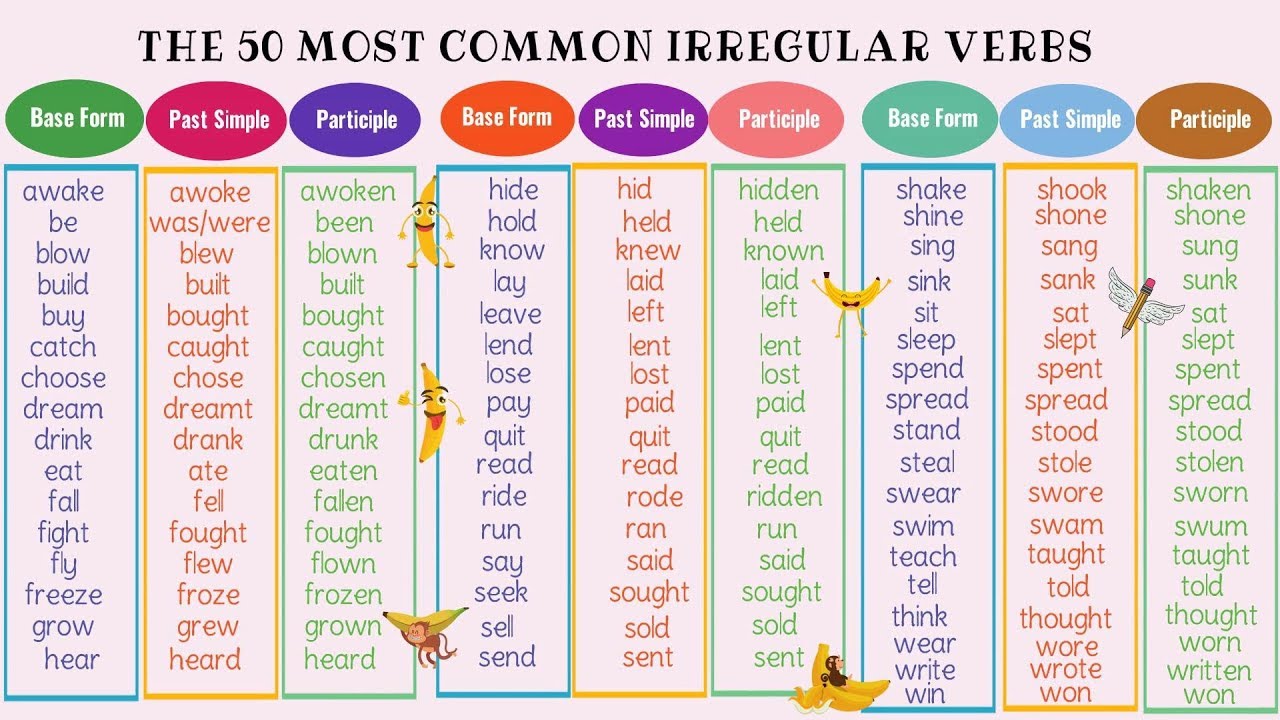 THE 50 MOST COMMON IRREGULAR VERBS
Base Form Past Simple Participle Base Form Past Simple Participle Base Form Past Simple Participle
awake awoke awoken hide hid hidden shake shook shaken
be was/were been hold held held shine shone shone
blow blew blown know knew known sing sang sung
build built built lay laid laid sink sank sunk
buy bought bought leave left left sit sat sat
catch caught caught lend lent lent sleep slept slept
choose chose chosen lose lost lost spend spent spent
dream dreamt dreamt pay paid paid spread spread spread
drink drank drunk quit quit quit stand stood stood
eat ate eaten read read read steal stole stolen
fall fell fallen ride rode ridden swear swore sworn
fight fought fought run ran run swim swam swum
fly flew flown say said said teach taught taught
freeze froze frozen seek sought sought tell told told
grow grew grown sell sold sold think thought thought
hear heard heard send sent sent wear wore worn
write wrote written
win won won